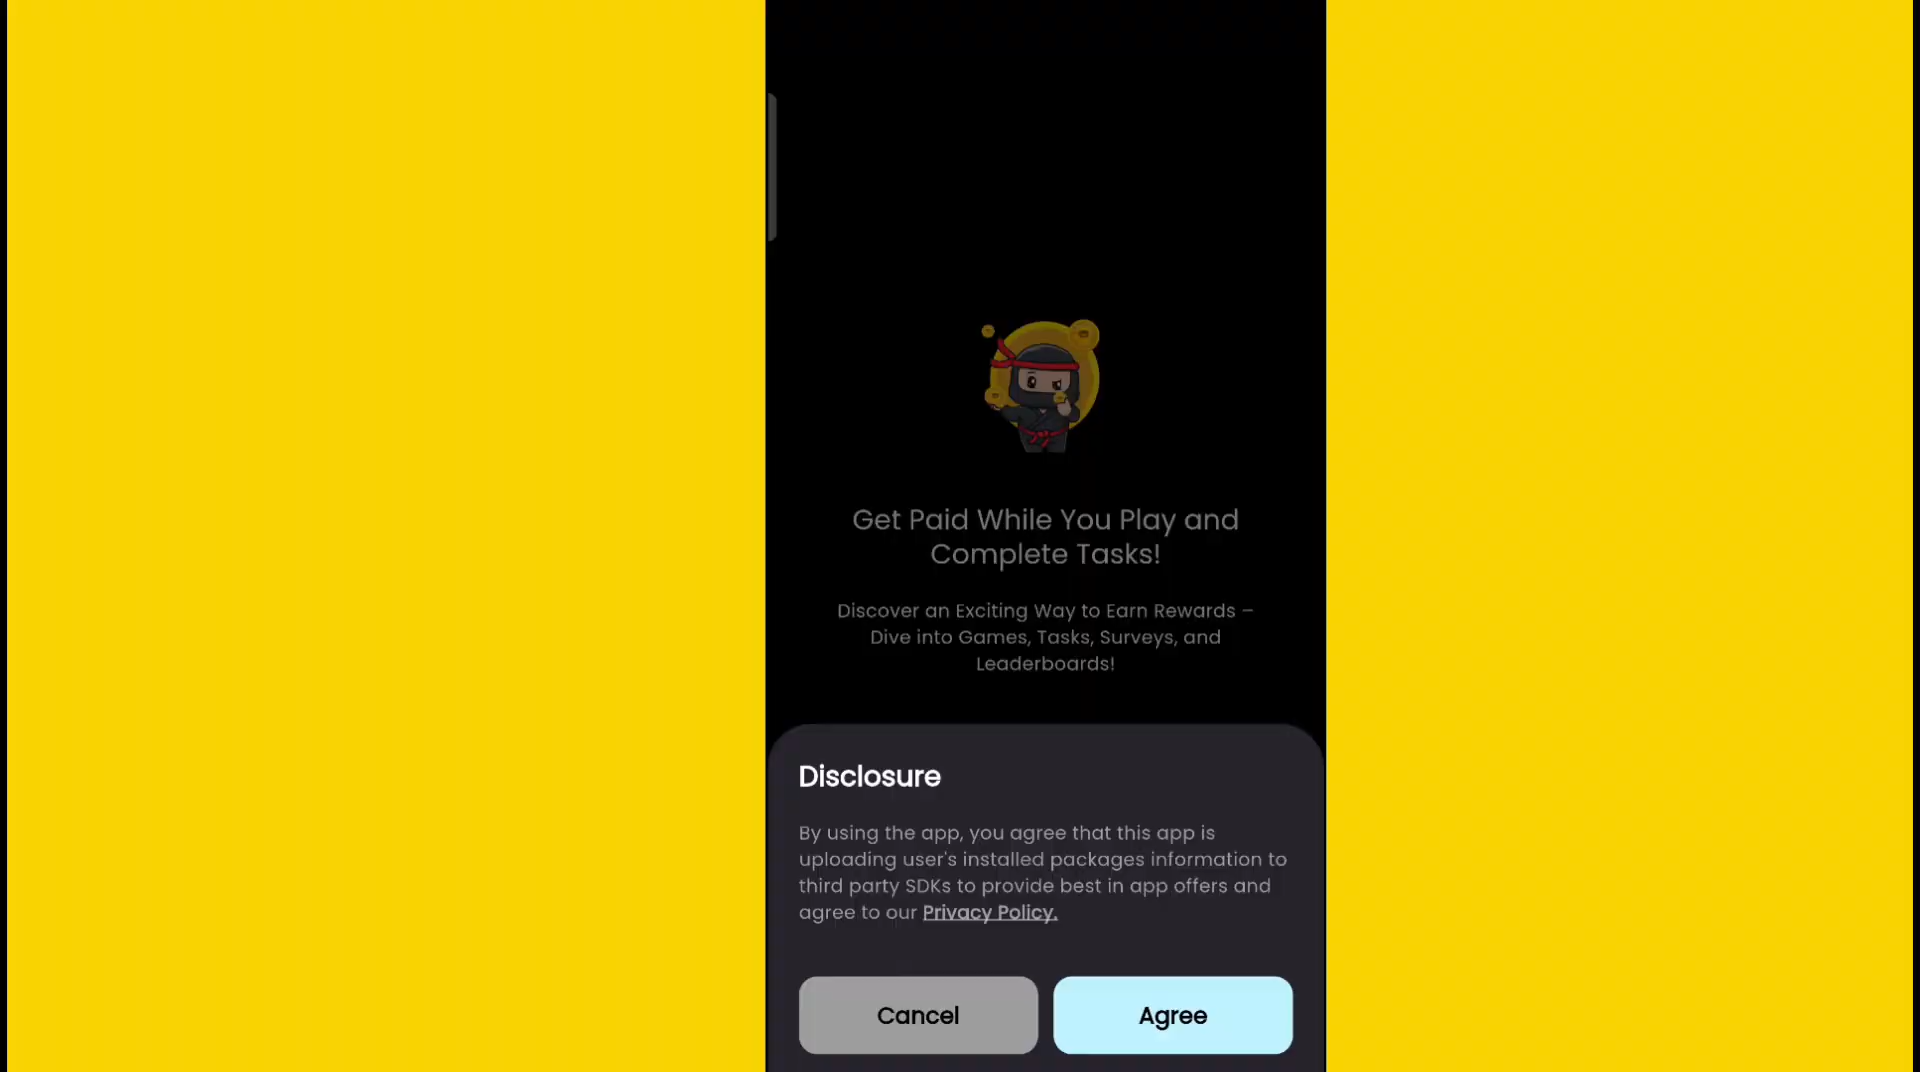 Get Paid While You Play and
Complete Tasks!
Discover an Exciting Way to Earn Rewards –
Dive into Games, Tasks, Surveys, and
Leaderboards!
Disclosure
By using the app, you agree that this app is
uploading user's installed packages information to
third party SDKs to provide best in app offers and
agree to our Privacy Policy.
Cancel
Agree